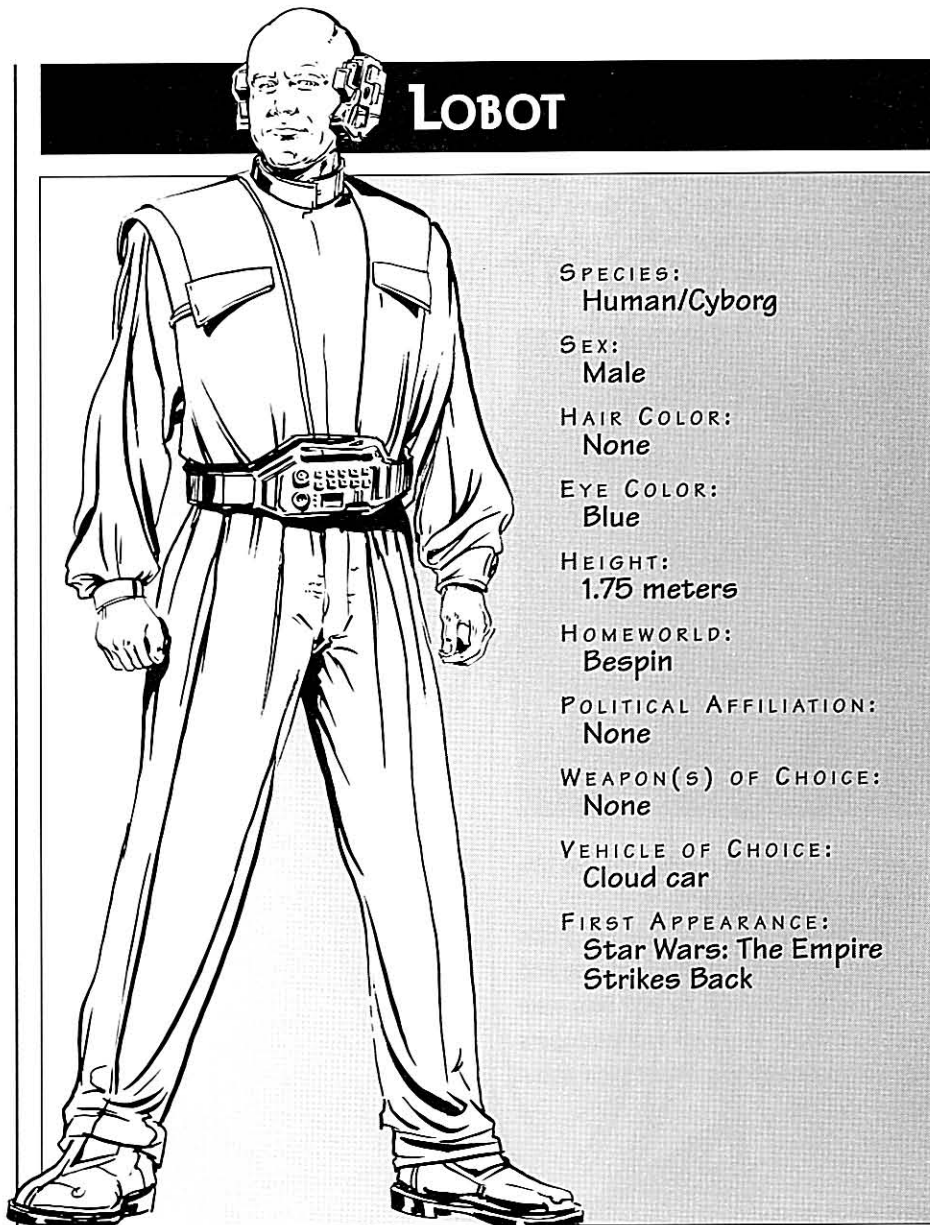 LOBOT
SPECIES:
Human/Cyborg
SEX:
Male
HAIR COLOR:
None
EYE COLOR:
Blue
HEIGHT:
1.75 meters
HOMEWORLD:
Bespin
POLITICAL AFFILIATION:
None
WEAPON(S) OF CHOICE:
None
VEHICLE OF CHOICE:
Cloud car
FIRST APPEARANCE:
Star Wars: The Empire
Strikes Back